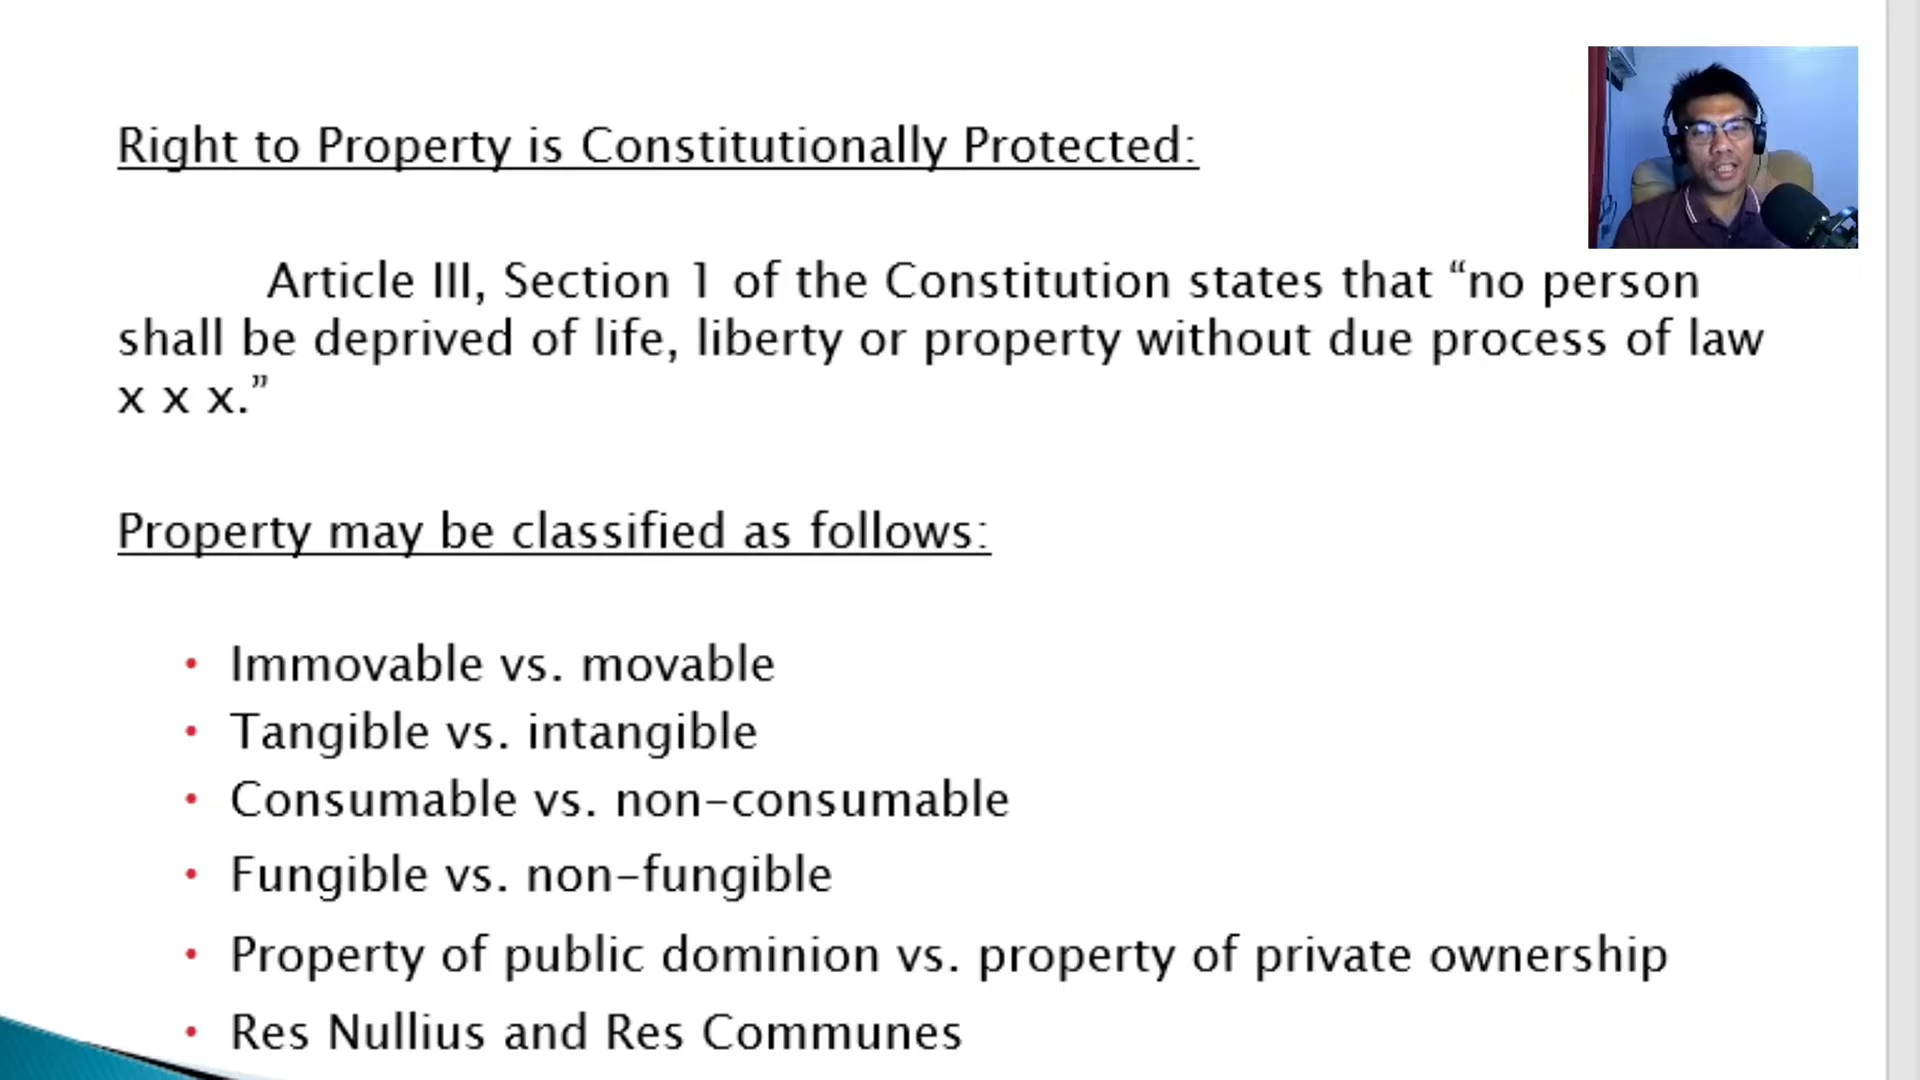 Right to Property is Constitutionally Protected:
Article III, Section 1 of the Constitution states that “no person
shall be deprived of life, liberty or property without due process of law
x x x.”
Property may be classified as follows:
• Immovable vs. movable
• Tangible vs. intangible
• Consumable vs. non-consumable
• Fungible vs. non-fungible
• Property of public dominion vs. property of private ownership
• Res Nullius and Res Communes